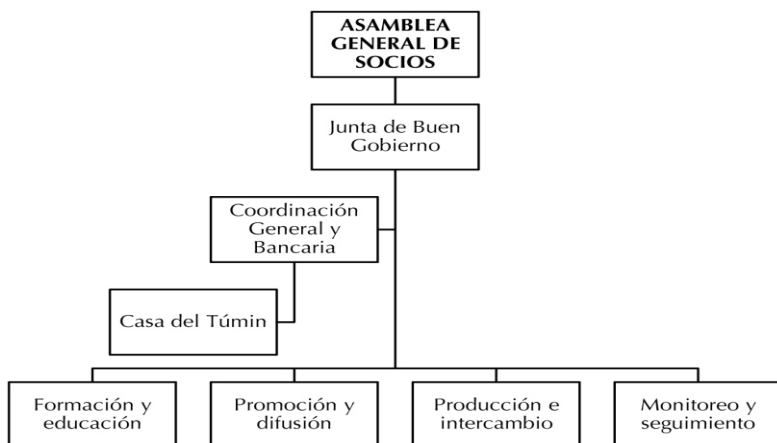 ASAMBLEA
GENERAL DE
SOCIOS
Junta de Buen
Gobierno
Coordinación
General y
Bancaria
Casa del Túmin
Formación y
educación
Promoción y
difusión
Producción e
intercambio
Monitoreo y
seguimiento